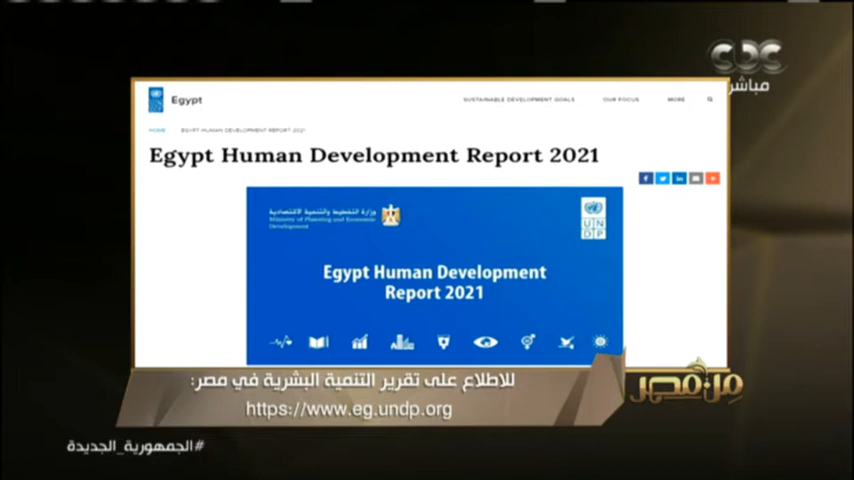 cbc
مباشر
Egypt
SUSTAINABLE DEVELOPMENT GOALS
OUR FOCUS
MORE
HOME
EGYPT HUMAN DEVELOPMENT REPORT 2021
Egypt Human Development Report 2021
وزارة التخطيط والتنمية الاقتصادية
Ministry of Planning and Economic
Development
U N
D P
Egypt Human Development
Report 2021
للاطلاع على تقرير التنمية البشرية في مصر:
https://www.eg.undp.org
من مصر
#الجمهورية_الجديدة